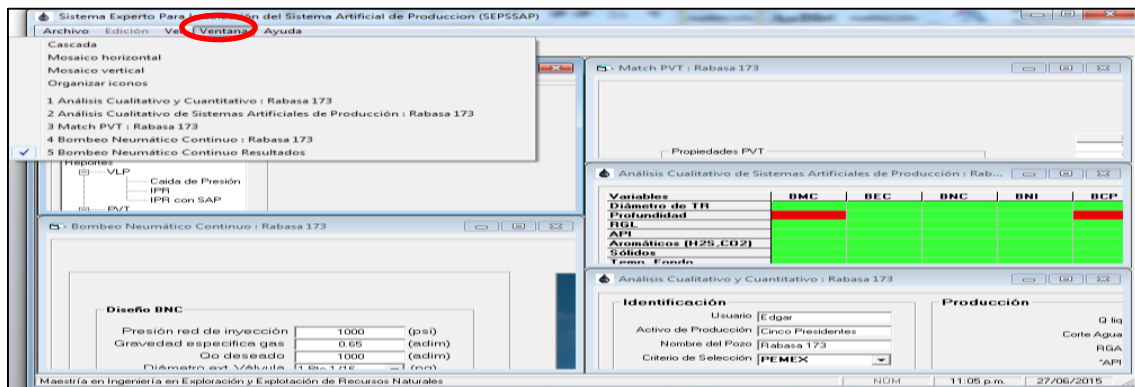 Sistema Experto Para la Selección del Sistema Artificial de Produccion (SEPSSAP)
Archivo Edición Ver Ventana Ayuda
Cascada
Mosaico horizontal
Mosaico vertical
Organizar iconos
1 Análisis Cualitativo y Cuantitativo : Rabasa 173
2 Análisis Cualitativo de Sistemas Artificiales de Producción : Rabasa 173
3 Match PVT : Rabasa 173
4 Bombeo Neumático Continuo : Rabasa 173
5 Bombeo Neumático Continuo Resultados
Reportes
VLP
Caida de Presión
IPR
IPR con SAP
PVT
Match PVT : Rabasa 173
Propiedades PVT
Análisis Cualitativo de Sistemas Artificiales de Producción : Rab...
Variables BMC BEC BNC BNI BCP
Diámetro de TR
Profundidad
RGL
API
Aromáticos (H2S,CO2)
Sólidos
Temp. Fondo
Bombeo Neumático Continuo : Rabasa 173
Diseño BNC
Presión red de inyección 1000 (psi)
Gravedad especifica gas 0.65 (adim)
Qo deseado 1000 (adim)
Diámetro ext Válvula
Análisis Cualitativo y Cuantitativo : Rabasa 173
Identificación Producción
Usuario Edgar Q liq
Activo de Producción Cinco Presidentes Corte Agua
Nombre del Pozo Rabasa 173 RGA
Criterio de Selección PEMEX °API
Maestría en Ingeniería en Exploración y Explotación de Recursos Naturales NÚM 11:05 p.m. 27/06/2015